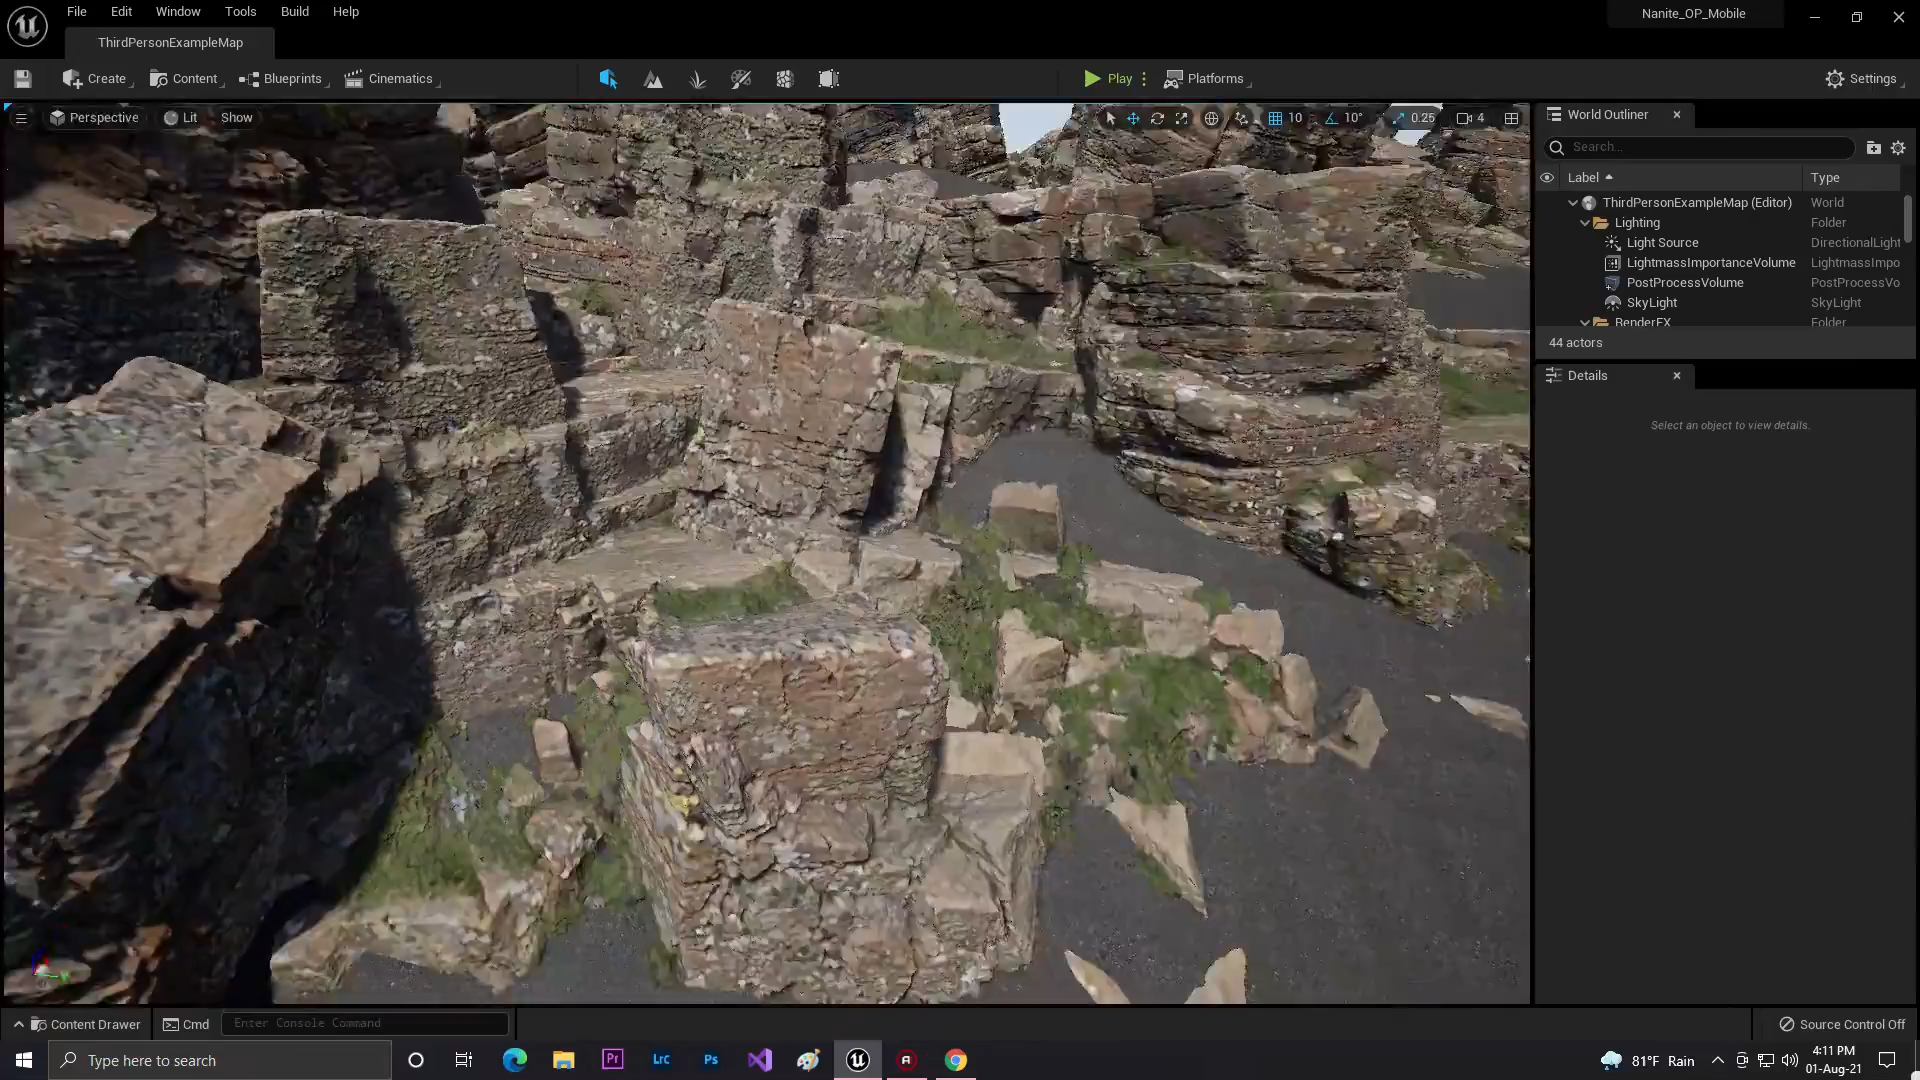 File Edit Window Tools Build Help
Nanite_OP_Mobile
ThirdPersonExampleMap
Create Content Blueprints Cinematics Play Platforms Settings
Perspective Lit Show 10 10° 0.25 4
World Outliner
Search...
Label Type
ThirdPersonExampleMap (Editor) World
Lighting Folder
Light Source DirectionalLight
LightmassImportanceVolume LightmassImpo
PostProcessVolume PostProcessVo
SkyLight SkyLight
RenderFX Folder
44 actors
Details
Select an object to view details.
Content Drawer Cmd Enter Console Command Source Control Off
Type here to search Pr Lrc Ps 81°F Rain
4:11 PM
01-Aug-21